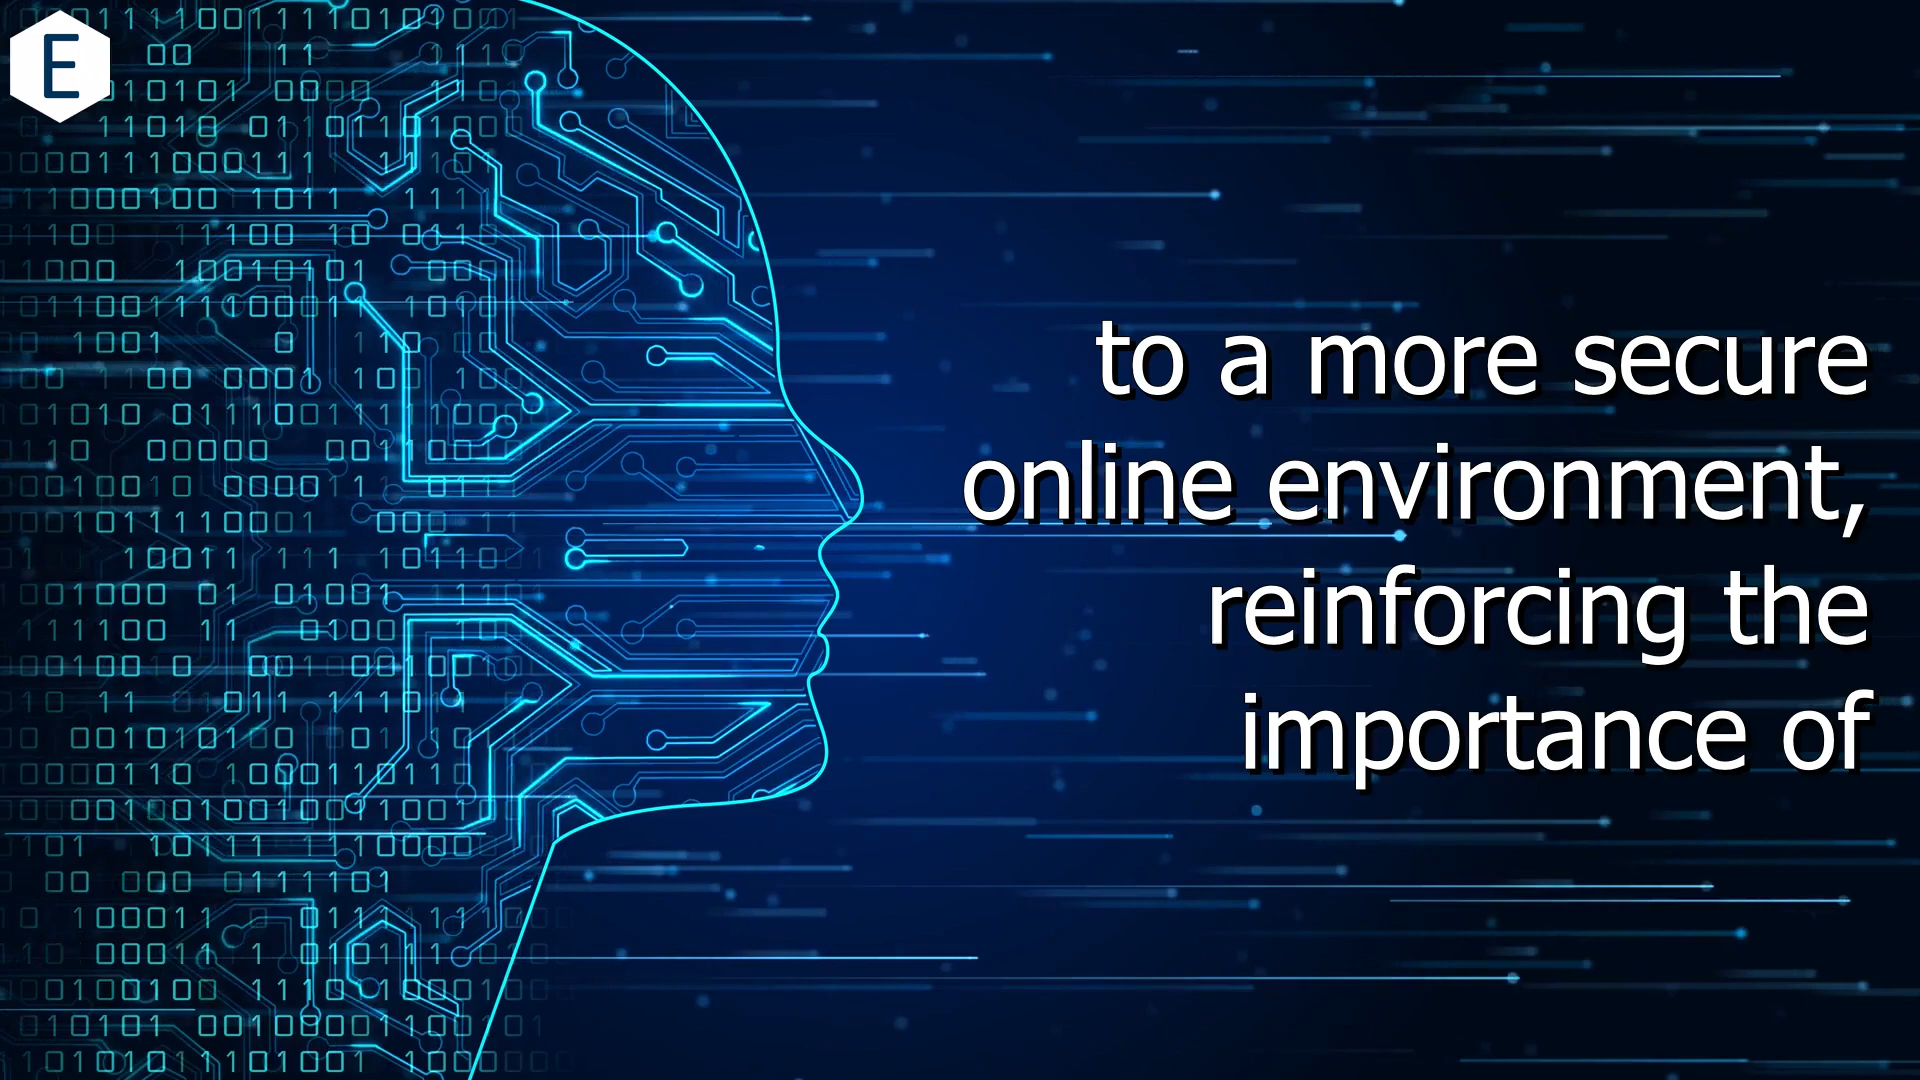 E
to a more secure
online environment,
reinforcing the
importance of